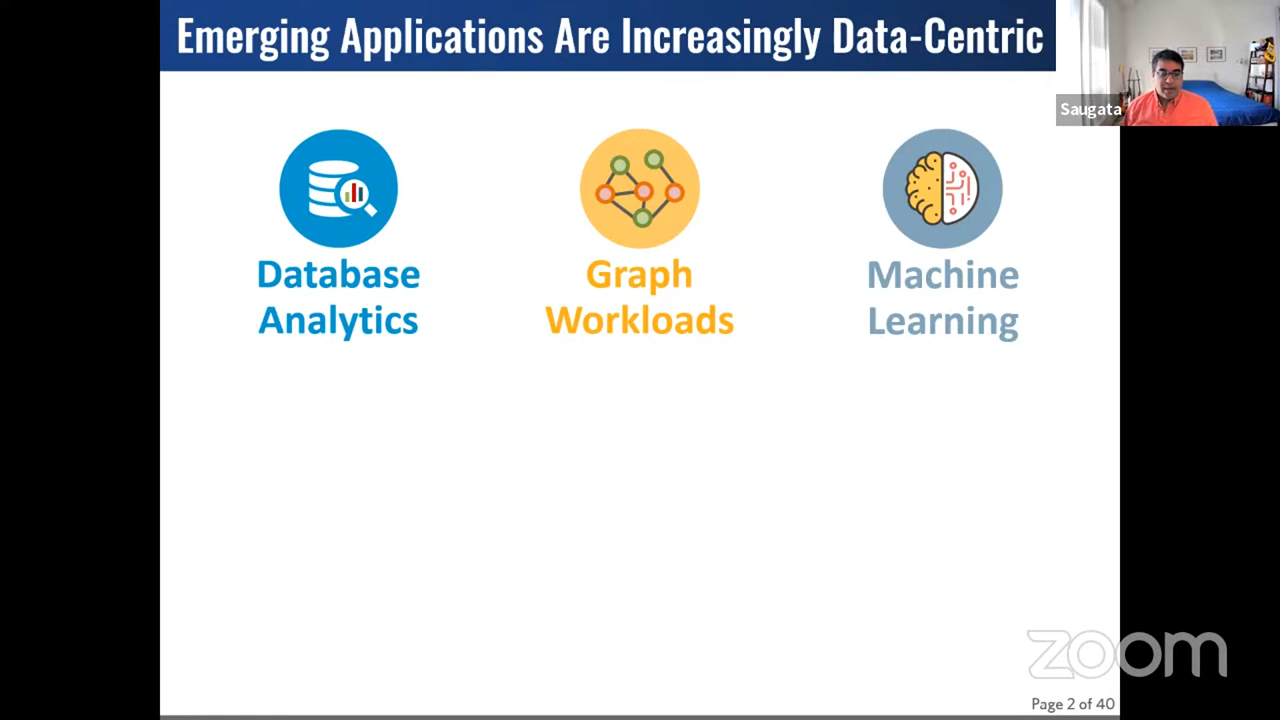 Emerging Applications Are Increasingly Data-Centric
Saugata
Database
Analytics
Graph
Workloads
Machine
Learning
zoom
Page 2 of 40